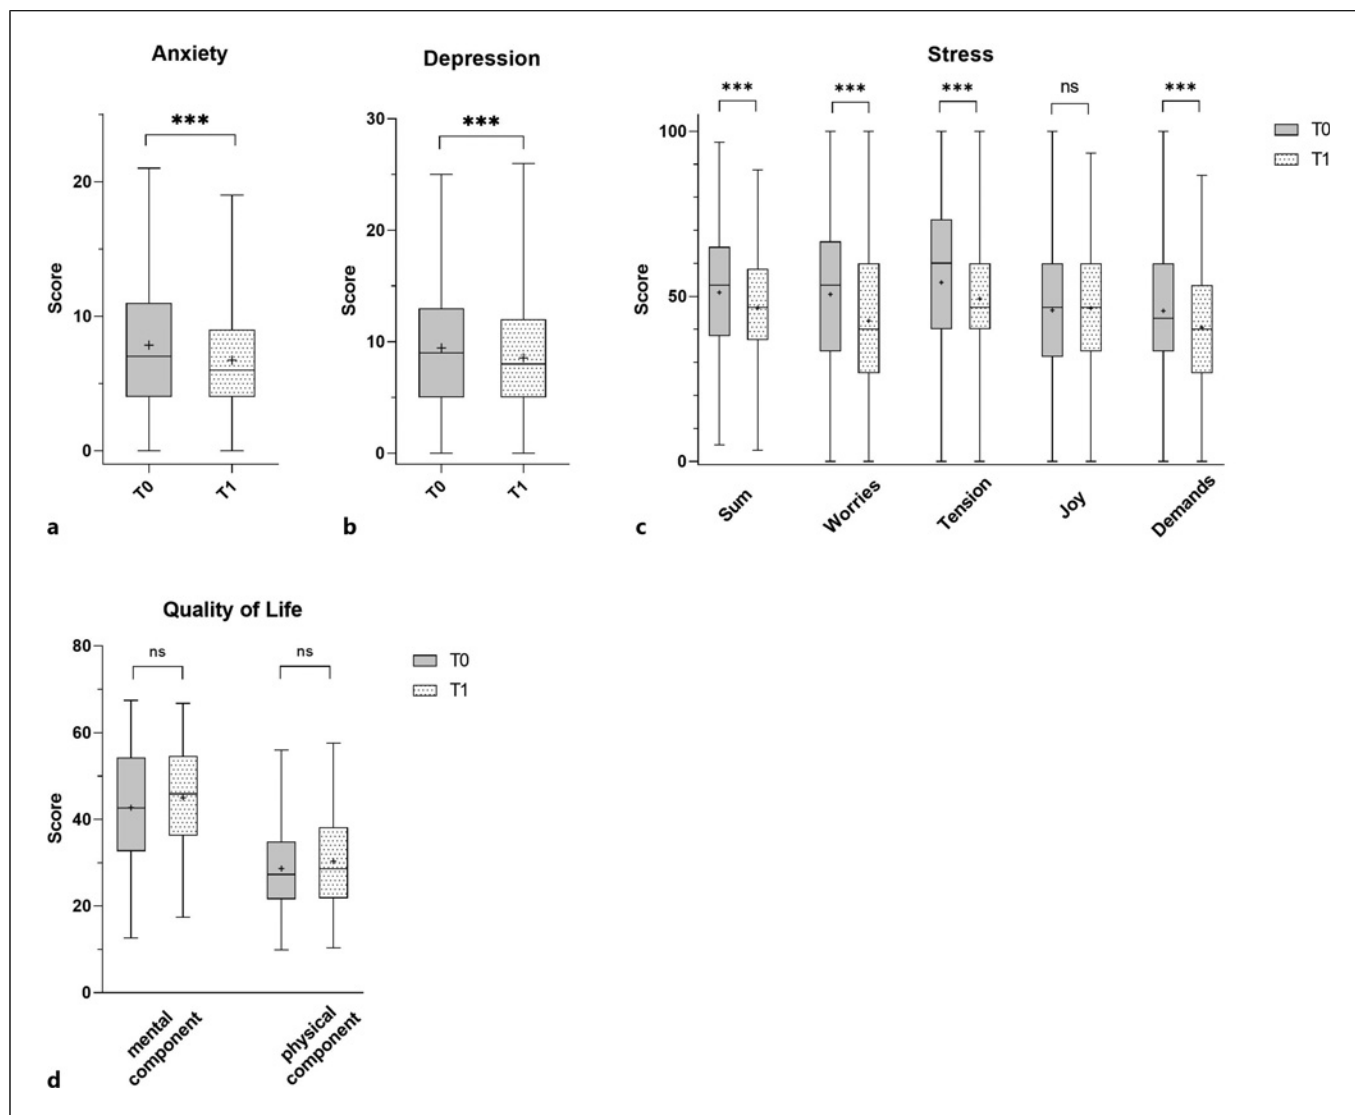 Anxiety
***
Score
20
10
0
T0
T1
a
Depression
***
Score
30
20
10
0
T0
T1
b
Stress
***
***
***
ns
***
Score
100
50
0
Sum
Worries
Tension
Joy
Demands
T0
T1
c
Quality of Life
ns
ns
Score
80
60
40
20
0
mental
component
physical
component
T0
T1
d